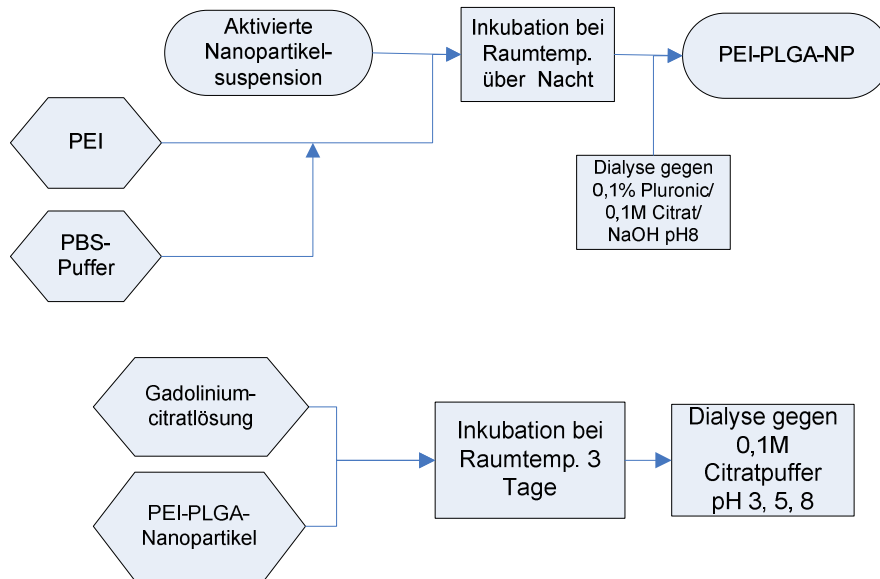 Aktivierte
Nanopartikel-
suspension
Inkubation bei
Raumtemp.
über Nacht
PEI-PLGA-NP
PEI
PBS-
Puffer
Dialyse gegen
0,1% Pluronic/
0,1M Citrat/
NaOH pH8
Gadolinium-
citratlösung
PEI-PLGA-
Nanopartikel
Inkubation bei
Raumtemp. 3
Tage
Dialyse gegen
0,1M
Citratpuffer
pH 3, 5, 8